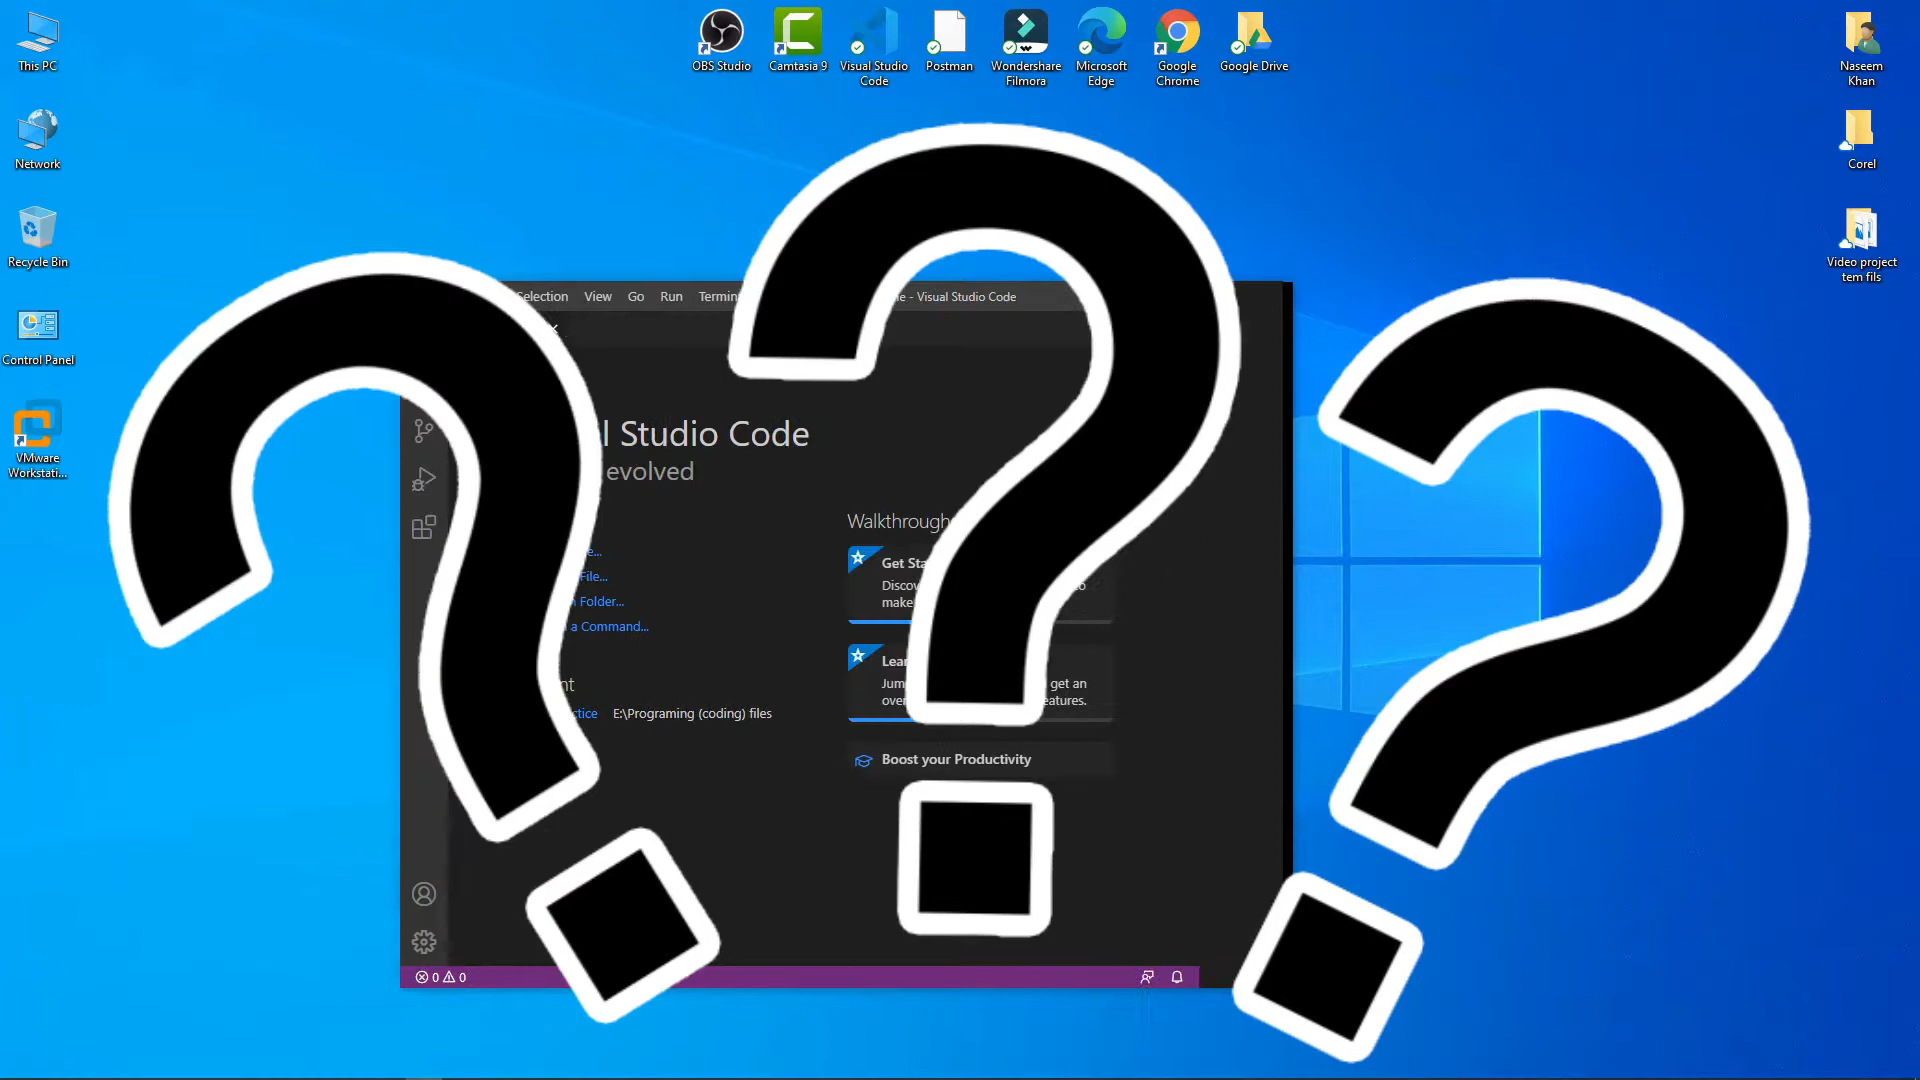 This PC
Network
Recycle Bin
Control Panel
VMware
Workstati...
OBS Studio
Camtasia 9
Visual Studio
Code
Postman
Wondershare
Filmora
Microsoft
Edge
Google
Chrome
Google Drive
Naseem
Khan
Corel
Video project
tem fils
Selection View Go Run Termin
- Visual Studio Code
l Studio Code
evolved
File...
Folder...
a Command...
E:\Programing (coding) files
Walkthrough
Get Sta
Discov
make
Lear
Jum get an
over eatures.
Boost your Productivity
0 0
? ? ?